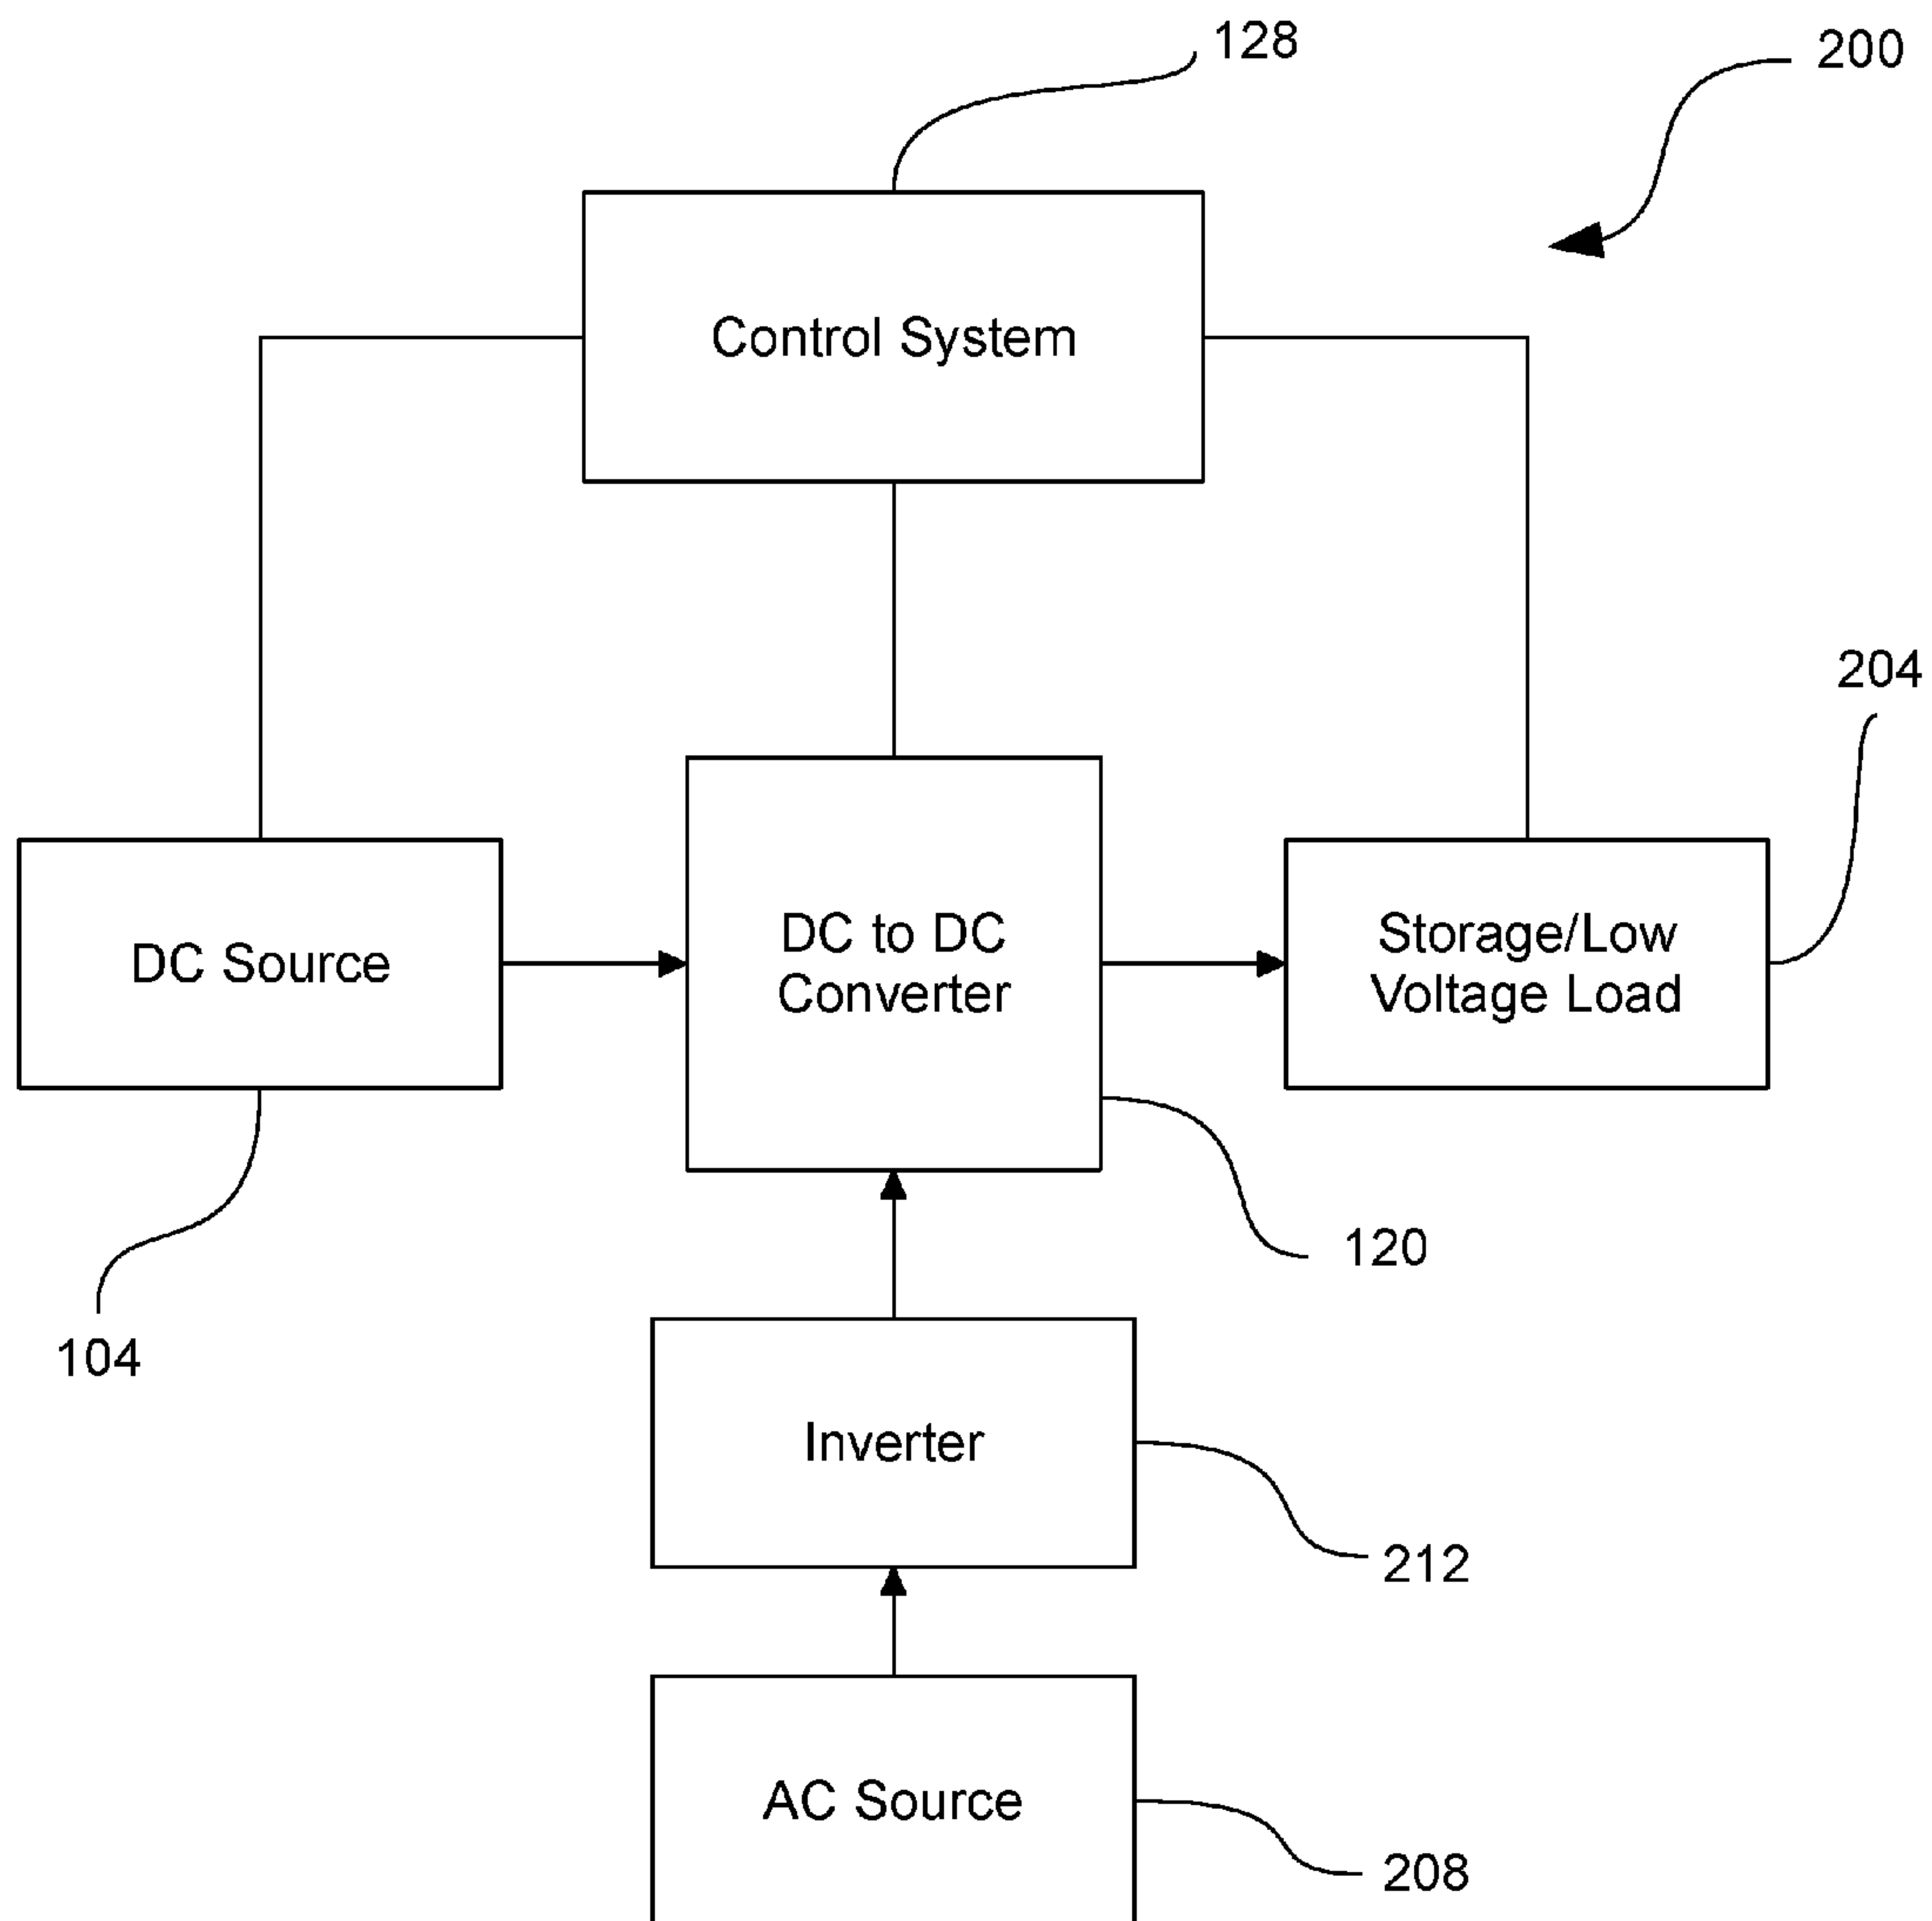 128
200
Control System
204
DC Source
DC to DC
Converter
Storage/Low
Voltage Load
120
104
Inverter
212
AC Source
208